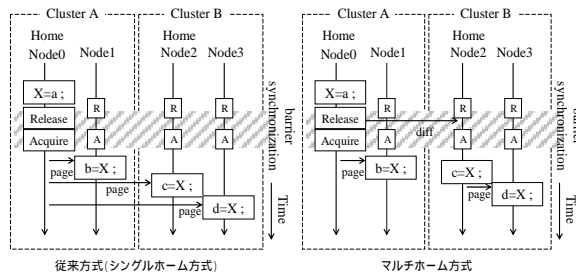 Cluster A
Cluster B
Home
Node0
Node1
Home
Node2
Node3
X=a ;
Release
R
R
R
Acquire
A
A
A
page
b=X ;
page
c=X ;
page
d=X ;
barrier
synchronization
Time
従来方式(シングルホーム方式)
Cluster A
Cluster B
Home
Node0
Node1
Home
Node2
Node3
X=a ;
Release
R
R
R
diff
Acquire
A
A
A
page
b=X ;
c=X ;
page
d=X ;
synchronization
Time
マルチホーム方式